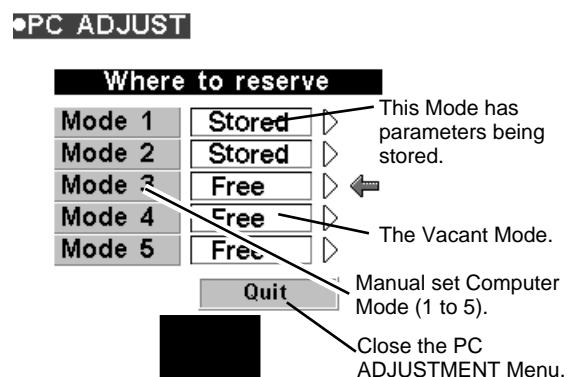 ●PC ADJUST
Where to reserve
Mode 1 Stored
Mode 2 Stored
Mode 3 Free
Mode 4 Free
Mode 5 Free
Quit
This Mode has
parameters being
stored.
The Vacant Mode.
Manual set Computer
Mode (1 to 5).
Close the PC
ADJUSTMENT Menu.